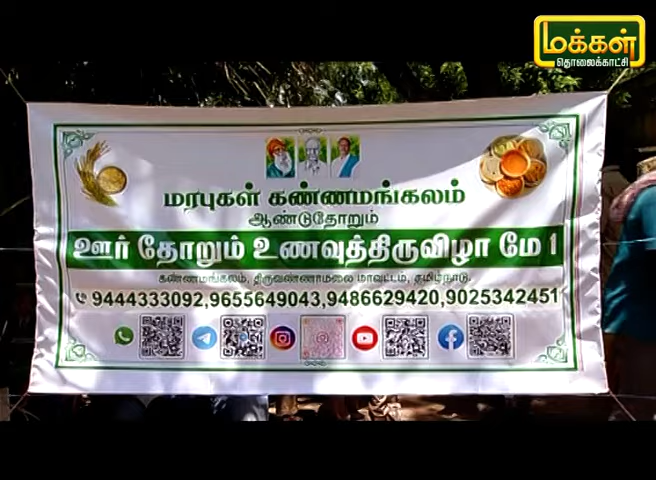 மக்கள்
தொலைக்காட்சி
மரபுகள் கண்ணமங்கலம்
ஆண்டுதோறும்
ஊர் தோறும் உணவுத்திருவிழா மே 1
கண்ணமங்கலம், திருவண்ணாமலை மாவட்டம், தமிழ்நாடு.
9444333092,9655649043,9486629420,9025342451